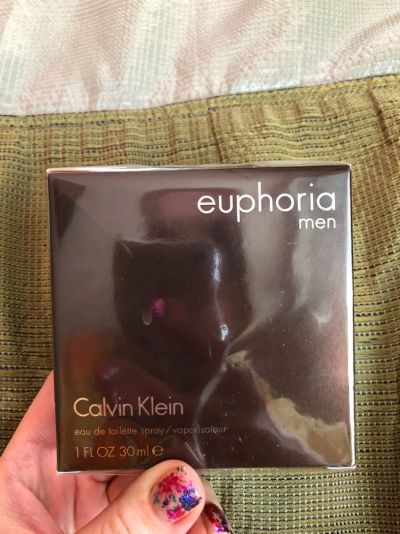 euphoria
men
Calvin Klein
eau de toilette spray / vaporisateur
1 FL OZ 30 ml ℮